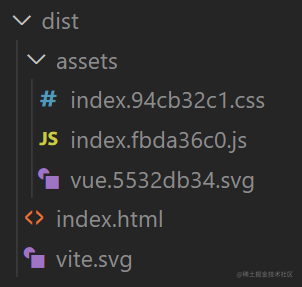 dist
assets
# index.94cb32c1.css
JS index.fbda36c0.js
vue.5532db34.svg
<> index.html
vite.svg
@稀土掘金技术社区